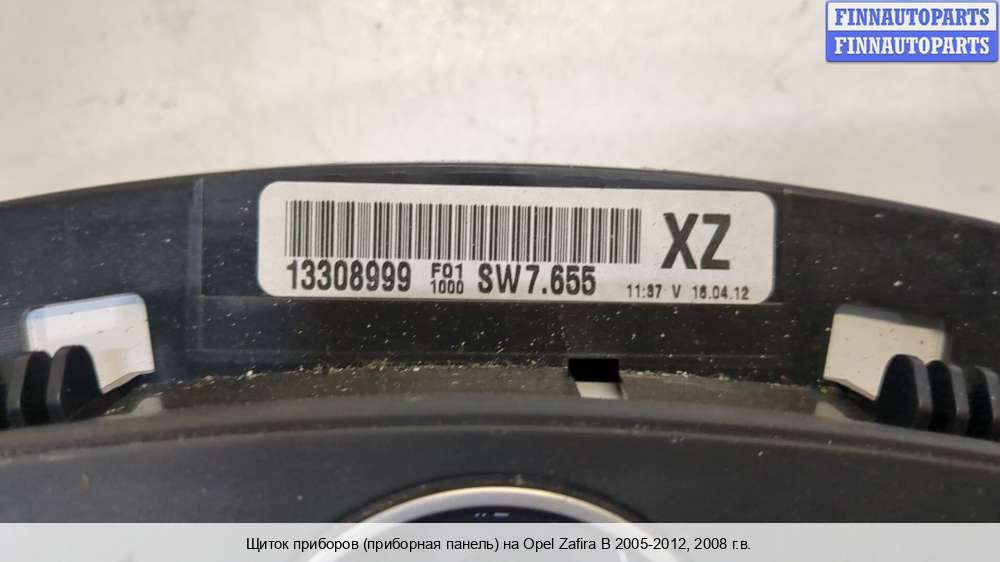 FINNAUTOPARTS
FINNAUTOPARTS
XZ
13308999 FQ1 1000 SW7.655 11:37 V 16.04.12
Щиток приборов (приборная панель) на Opel Zafira B 2005-2012, 2008 г.в.